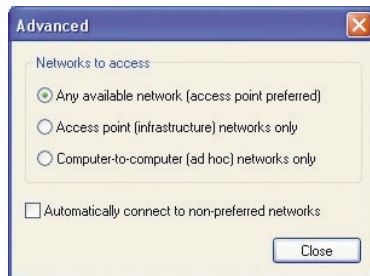 Advanced
Networks to access
Any available network (access point preferred)
Access point (infrastructure) networks only
Computer-to-computer (ad hoc) networks only
Automatically connect to non-preferred networks
Close